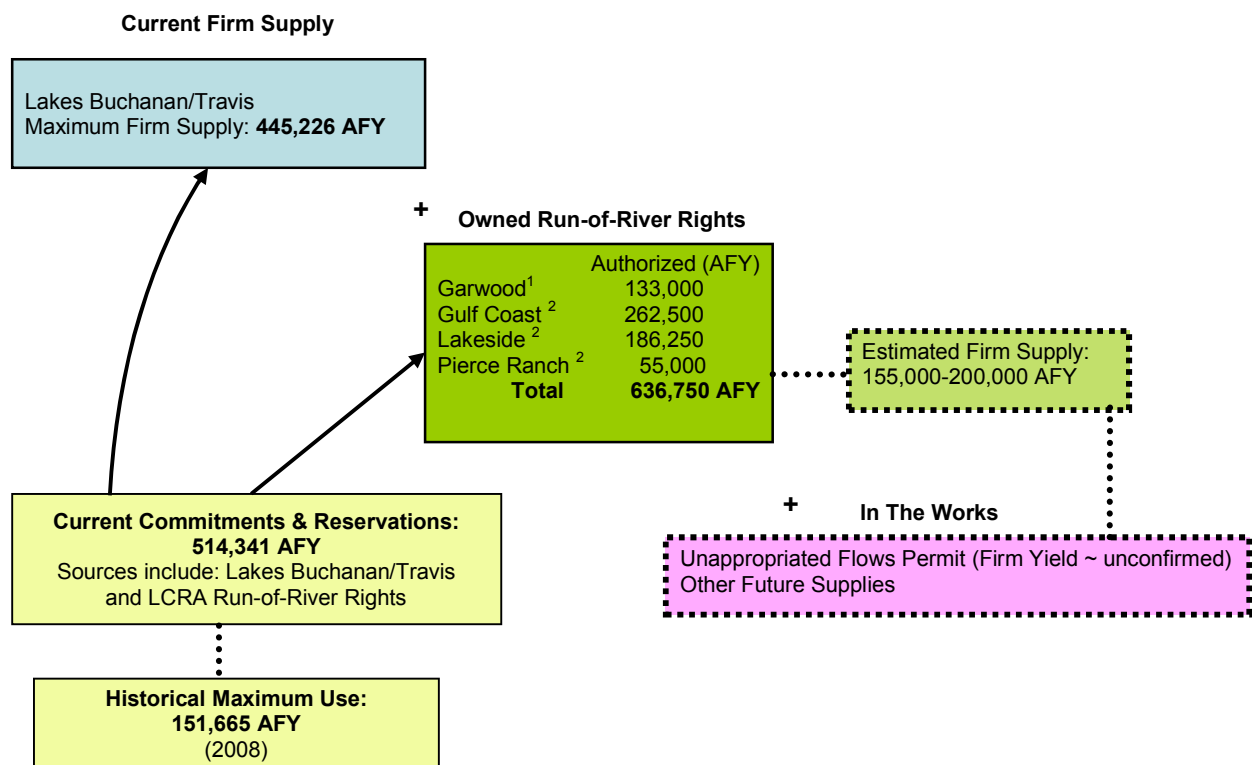 Current Firm Supply
Lakes Buchanan/Travis
Maximum Firm Supply: 445,226 AFY
+ Owned Run-of-River Rights
Authorized (AFY)
Garwood¹ 133,000
Gulf Coast ² 262,500
Lakeside ² 186,250
Pierce Ranch ² 55,000
Total 636,750 AFY
Estimated Firm Supply:
155,000-200,000 AFY
+ In The Works
Unappropriated Flows Permit (Firm Yield ~ unconfirmed)
Other Future Supplies
Current Commitments & Reservations:
514,341 AFY
Sources include: Lakes Buchanan/Travis
and LCRA Run-of-River Rights
Historical Maximum Use:
151,665 AFY
(2008)